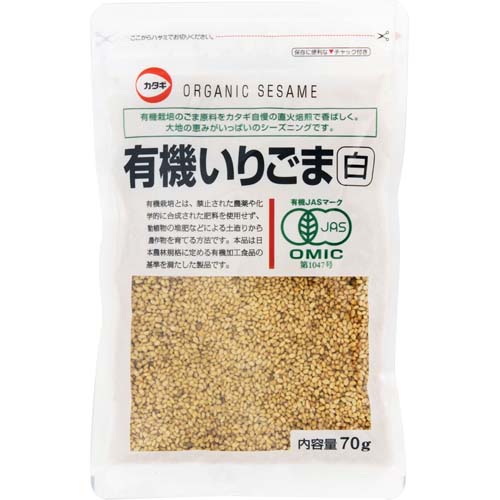 ここからハサミでお切りください。
保存に便利な▼チャック付き
カタギ
ORGANIC SESAME
有機栽培のごま原料をカタギ自慢の直火焙煎で香ばしく。
大地の恵みがいっぱいのシーズニングです。
有機いりごま 白
有機栽培とは、禁止された農薬や化
学的に合成された肥料を使用せず、
動植物の堆肥などによる土造りから
農作物を育てる方法です。本品は日
本農林規格に定める有機加工食品の
基準を満たした製品です。
有機JASマーク
JAS
OMIC
第1047号
内容量 70g